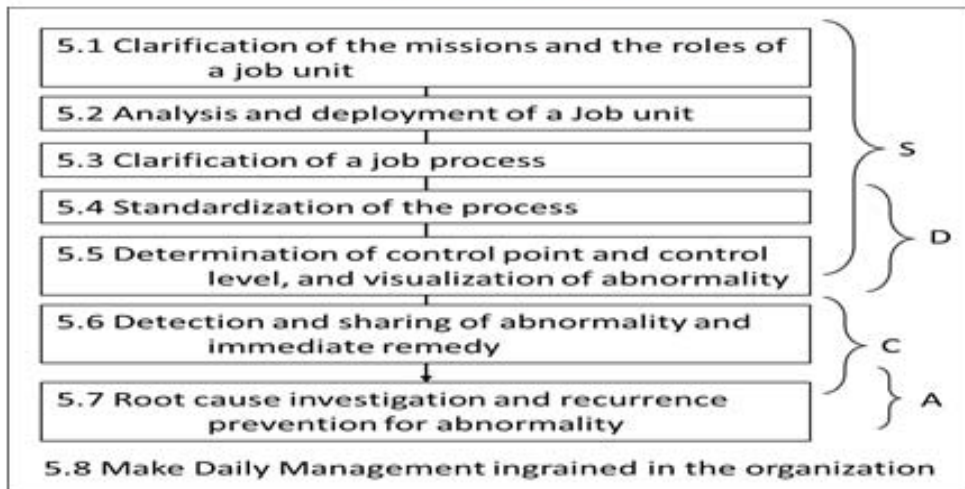 5.1 Clarification of the missions and the roles of
a job unit
5.2 Analysis and deployment of a Job unit
5.3 Clarification of a job process
S
5.4 Standardization of the process
D
5.5 Determination of control point and control
level, and visualization of abnormality
5.6 Detection and sharing of abnormality and
immediate remedy
C
5.7 Root cause investigation and recurrence
prevention for abnormality
A
5.8 Make Daily Management ingrained in the organization